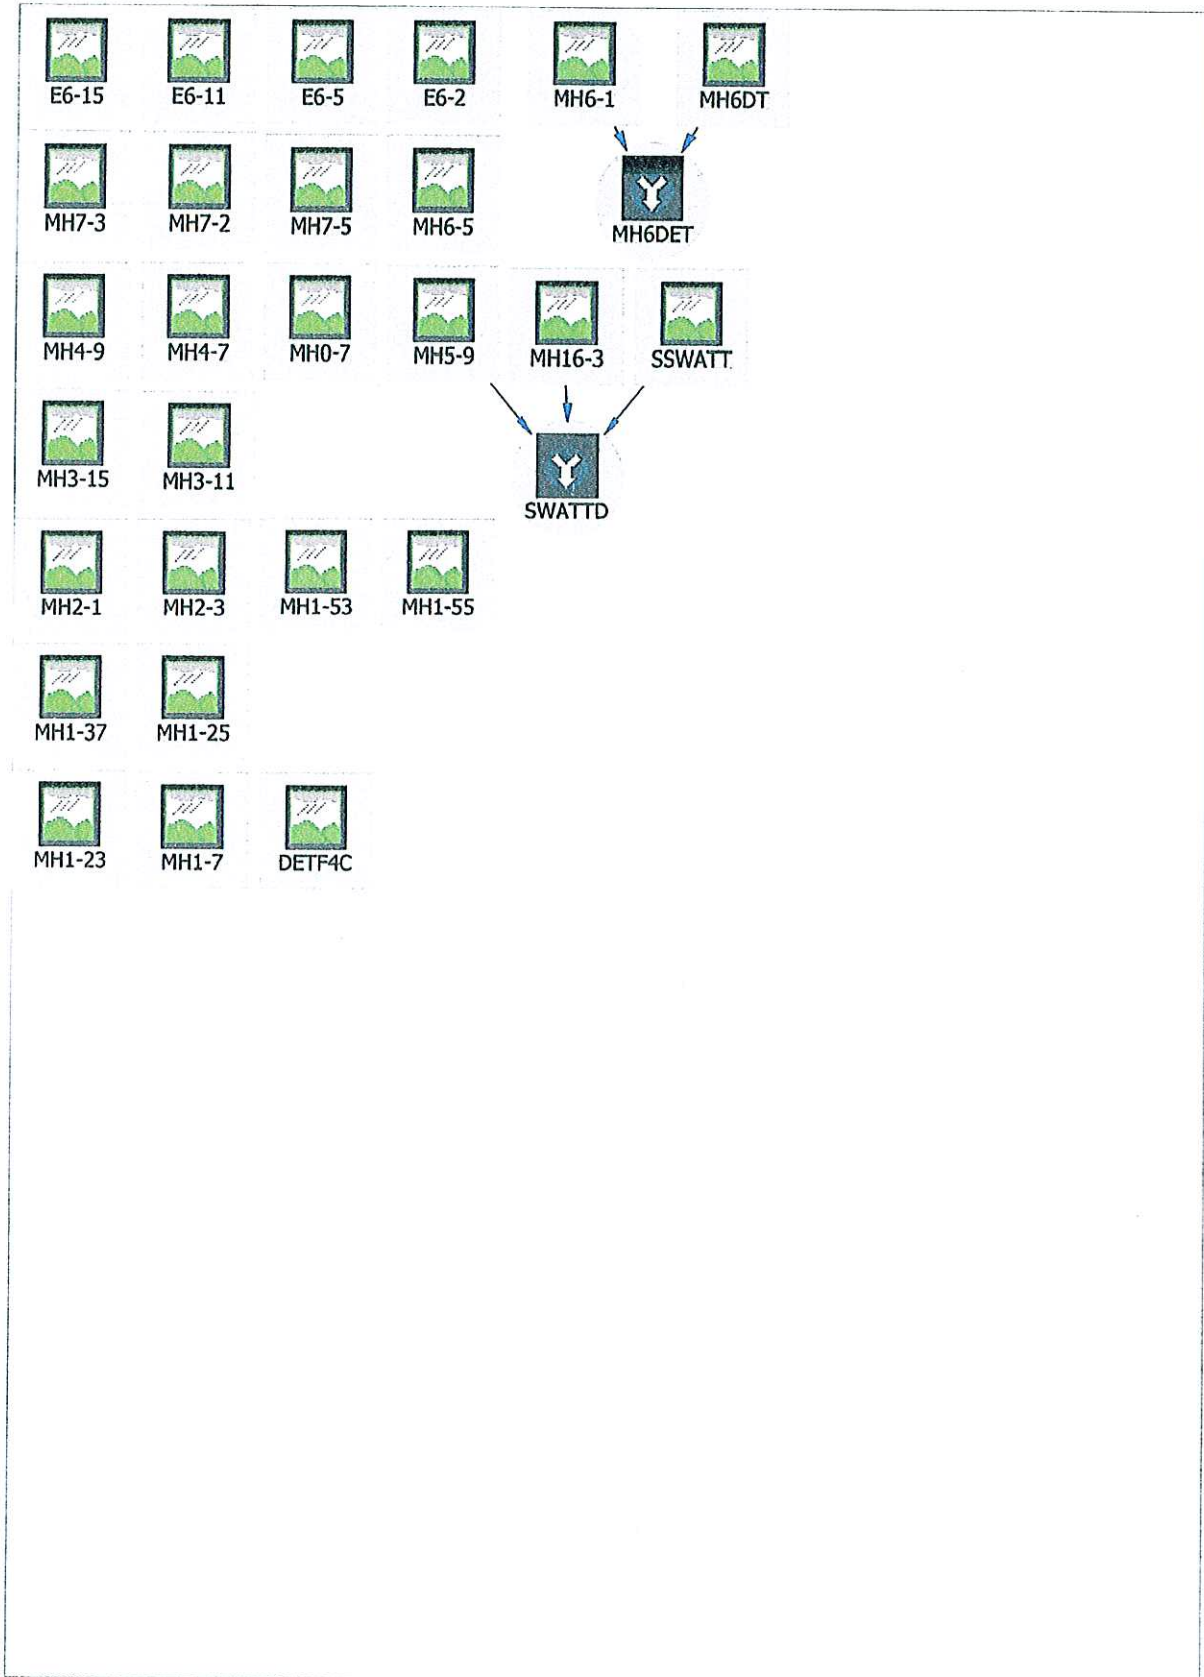 E6-15 E6-11 E6-5 E6-2 MH6-1 MH6DT
MH7-3 MH7-2 MH7-5 MH6-5 MH6DET
MH4-9 MH4-7 MH0-7 MH5-9 MH16-3 SSWATT
MH3-15 MH3-11
SWATTD
MH2-1 MH2-3 MH1-53 MH1-55
MH1-37 MH1-25
MH1-23 MH1-7 DETF4C